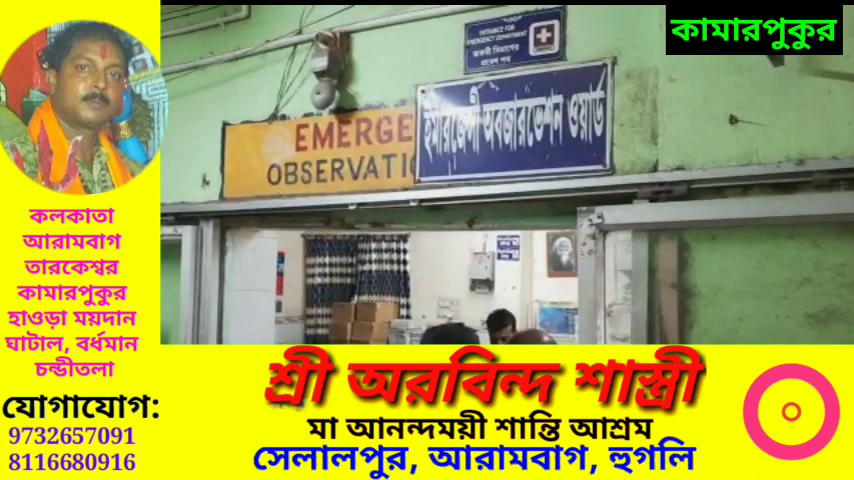 কামারপুকুর
ENTRANCE FOR
EMERGENCY DEPARTMENT
জরুরী বিভাগের
প্রবেশ পথ
EMERGE
OBSERVATI
ইমারজেন্সী অবজারভেশন ওয়ার্ড
কলকাতা
আরামবাগ
তারকেশ্বর
কামারপুকুর
হাওড়া ময়দান
ঘাটাল, বর্ধমান
চন্ডীতলা
যোগাযোগ:
9732657091
8116680916
শ্রী অরবিন্দ শাস্ত্রী
মা আনন্দময়ী শান্তি আশ্রম
সেলালপুর, আরামবাগ, হুগলি